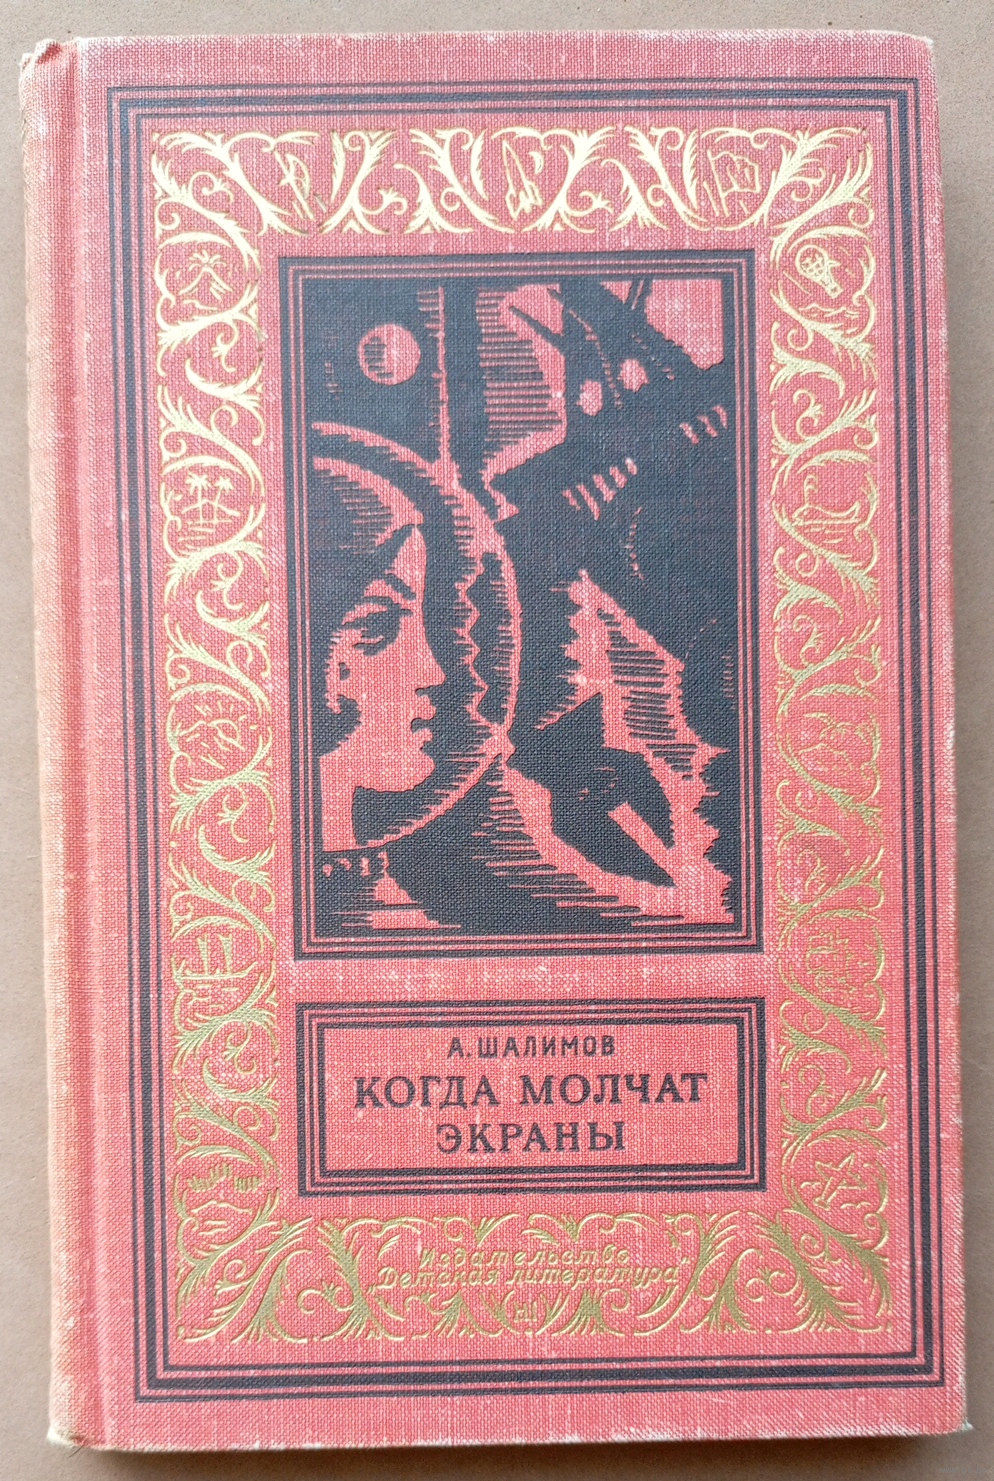 А. ШАЛИМОВ
КОГДА МОЛЧАТ
ЭКРАНЫ
Издательство
Детская литература